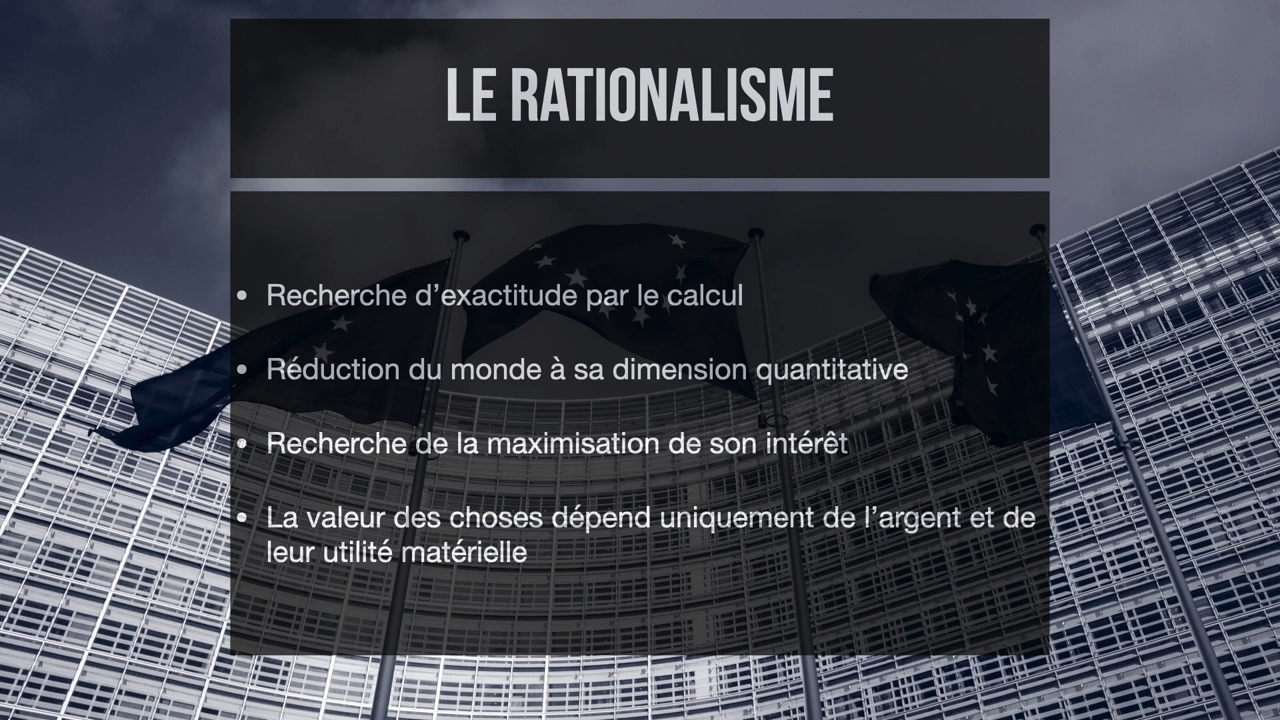 LE RATIONALISME
• Recherche d’exactitude par le calcul
• Réduction du monde à sa dimension quantitative
• Recherche de la maximisation de son intérêt
• La valeur des choses dépend uniquement de l’argent et de
leur utilité matérielle